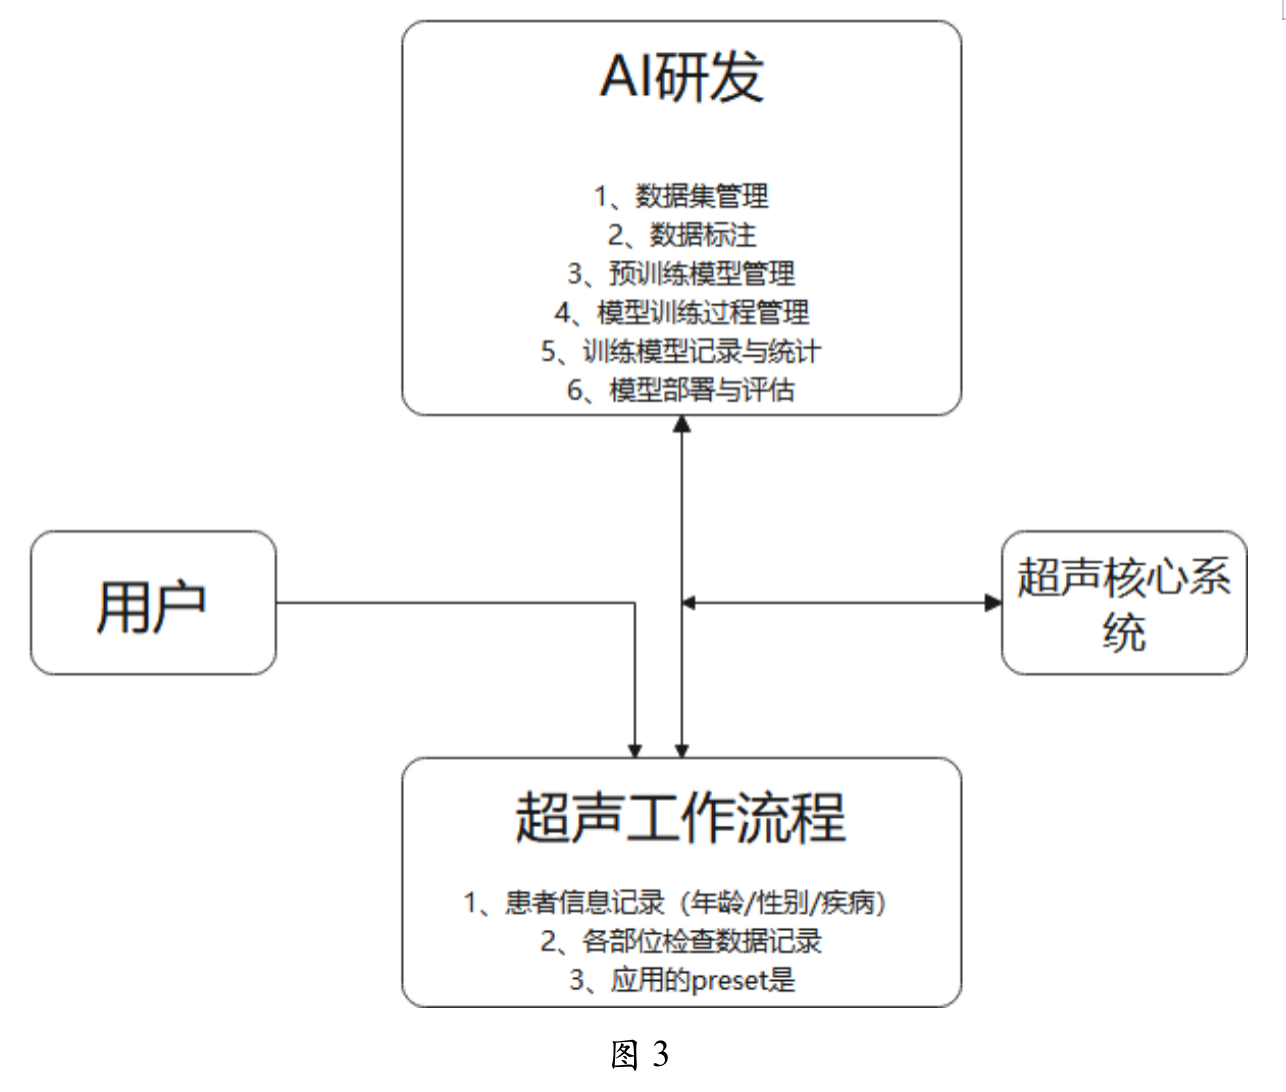 AI研发
1、数据集管理
2、数据标注
3、预训练模型管理
4、模型训练过程管理
5、训练模型记录与统计
6、模型部署与评估
用户
超声核心系
统
超声工作流程
1、患者信息记录（年龄/性别/疾病）
2、各部位检查数据记录
3、应用的preset是
图 3